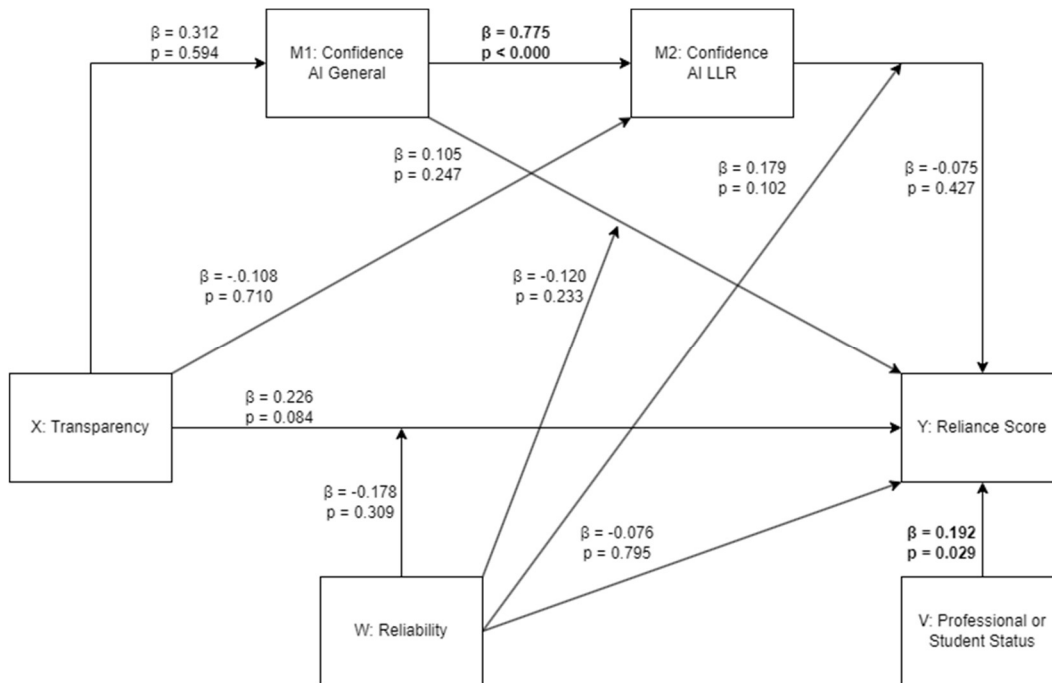 β = 0.312
p = 0.594
M1: Confidence
AI General
β = 0.775
p < 0.000
M2: Confidence
AI LLR
β = 0.105
p = 0.247
β = 0.179
p = 0.102
β = -0.075
p = 0.427
β = -.0.108
p = 0.710
β = -0.120
p = 0.233
X: Transparency
β = 0.226
p = 0.084
Y: Reliance Score
β = -0.178
p = 0.309
β = -0.076
p = 0.795
β = 0.192
p = 0.029
W: Reliability
V: Professional or
Student Status